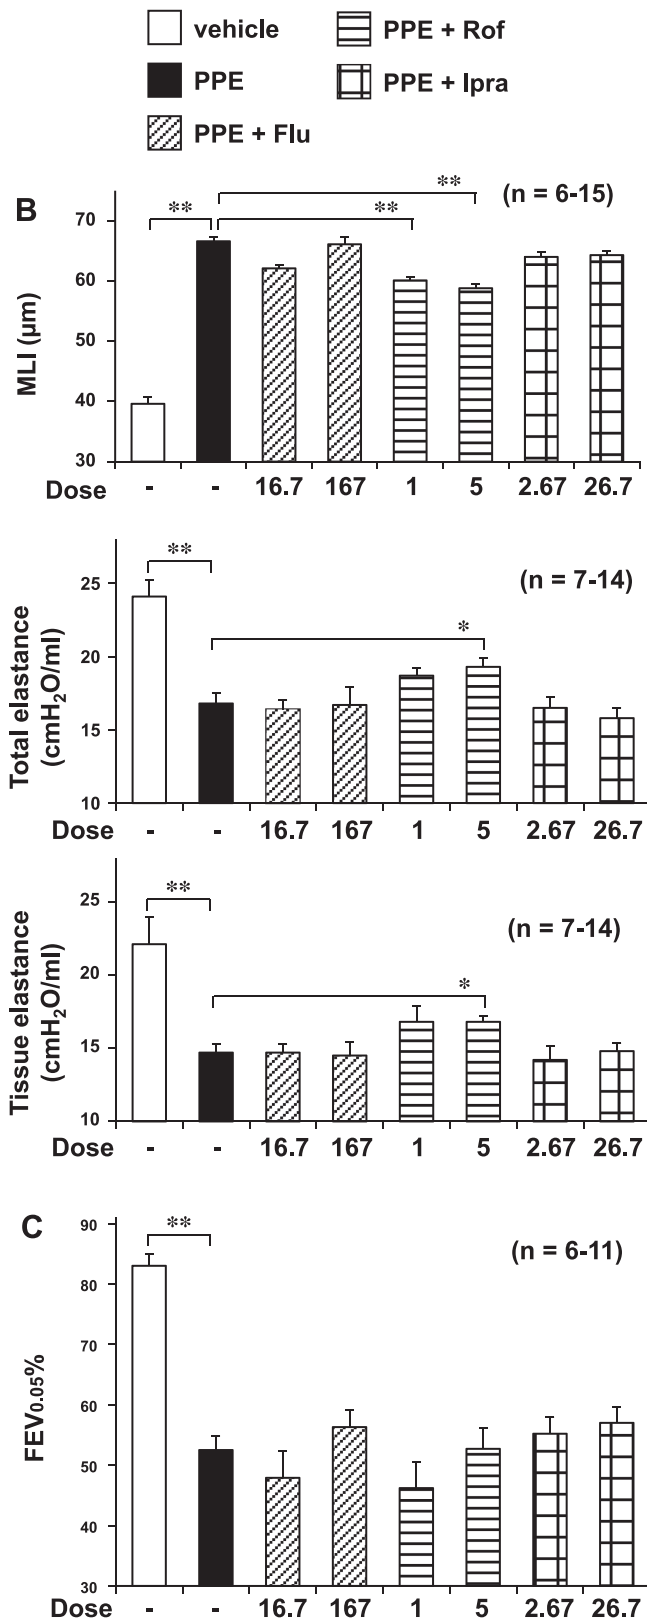 vehicle
PPE + Rof
PPE
PPE + Ipra
PPE + Flu
B
(n = 6-15)
**
**
**
70
60
50
40
30
MLI (µm)
Dose - - 16.7 167 1 5 2.67 26.7
**
(n = 7-14)
*
25
20
15
10
Total elastance
(cmH2O/ml)
Dose - - 16.7 167 1 5 2.67 26.7
**
(n = 7-14)
*
25
20
15
10
Tissue elastance
(cmH2O/ml)
Dose - - 16.7 167 1 5 2.67 26.7
C
**
(n = 6-11)
90
80
70
60
50
40
30
FEV0.05%
Dose - - 16.7 167 1 5 2.67 26.7